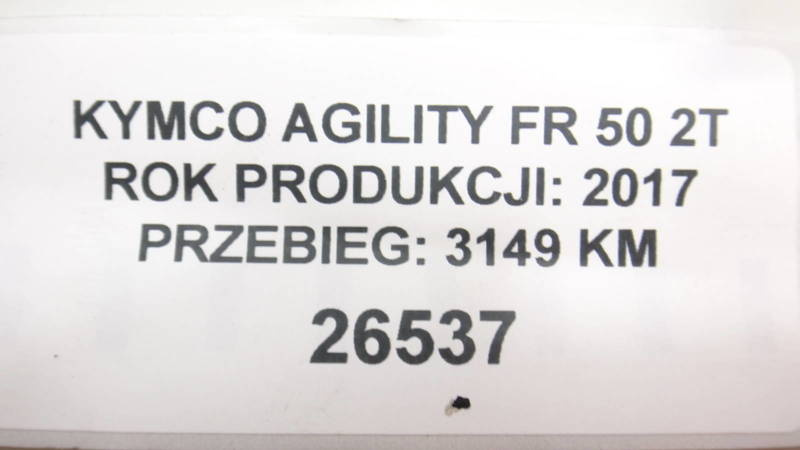 KYMCO AGILITY FR 50 2T
ROK PRODUKCJI: 2017
PRZEBIEG: 3149 KM
26537